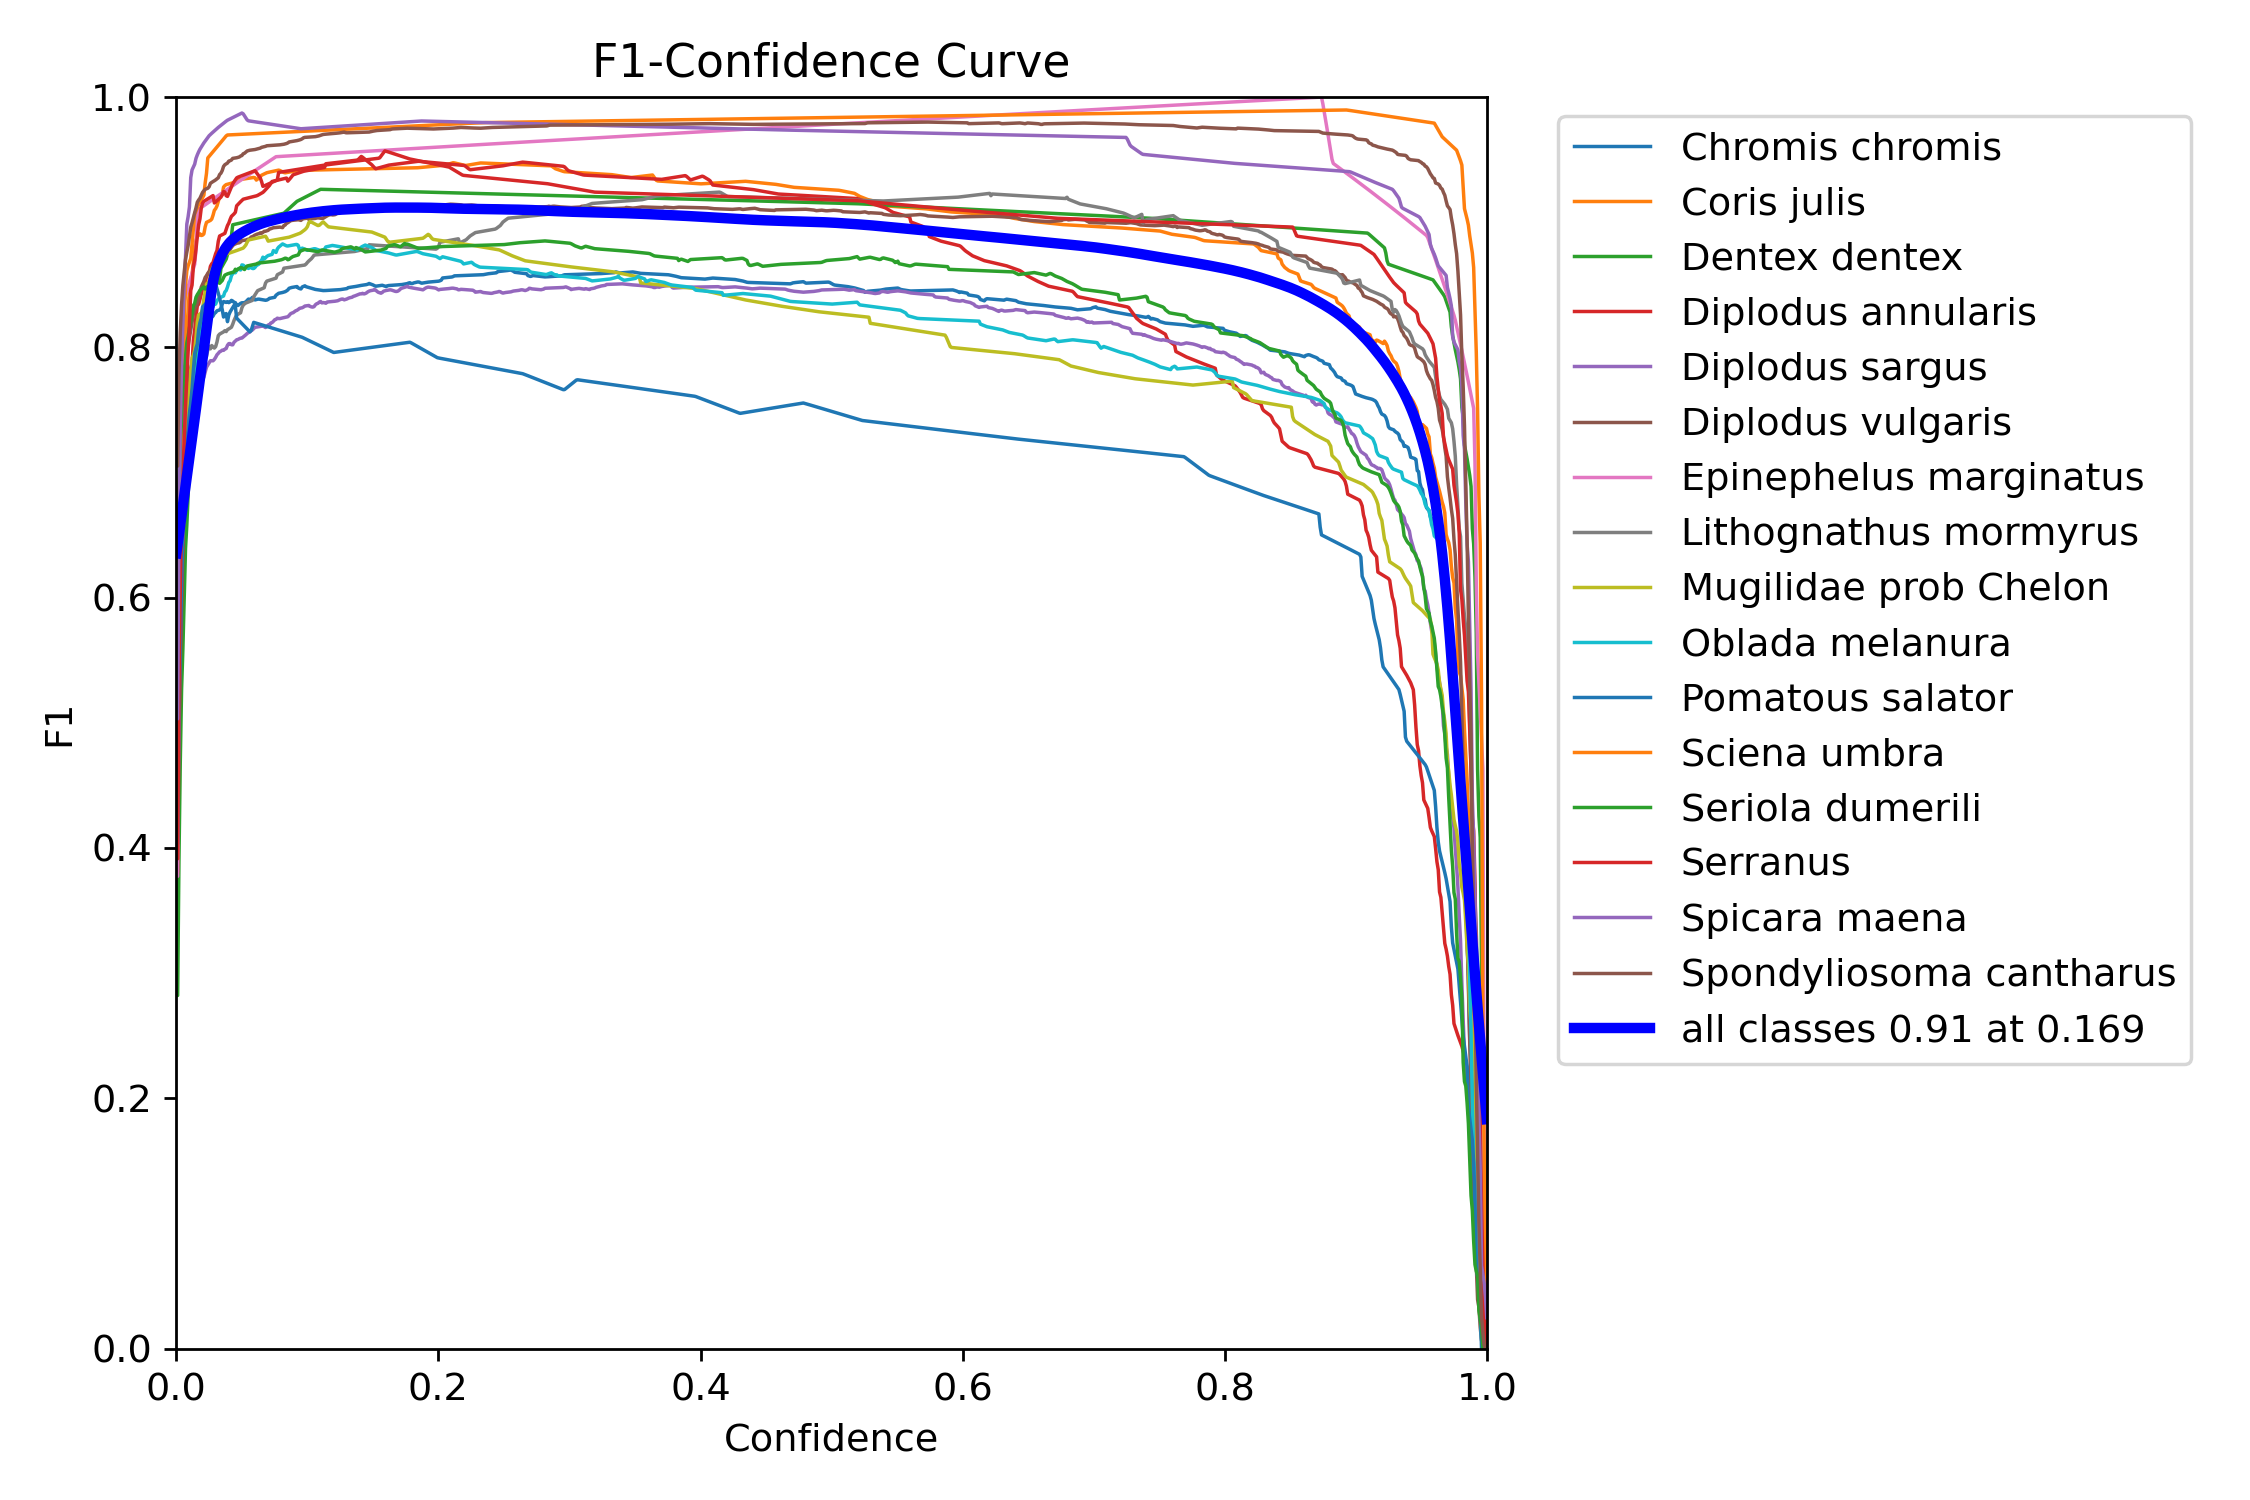 F1-Confidence Curve
1.0
0.8
0.6
0.4
0.2
0.0
F1
0.0 0.2 0.4 0.6 0.8 1.0
Confidence
Chromis chromis
Coris julis
Dentex dentex
Diplodus annularis
Diplodus sargus
Diplodus vulgaris
Epinephelus marginatus
Lithognathus mormyrus
Mugilidae prob Chelon
Oblada melanura
Pomatous salator
Sciena umbra
Seriola dumerili
Serranus
Spicara maena
Spondyliosoma cantharus
all classes 0.91 at 0.169